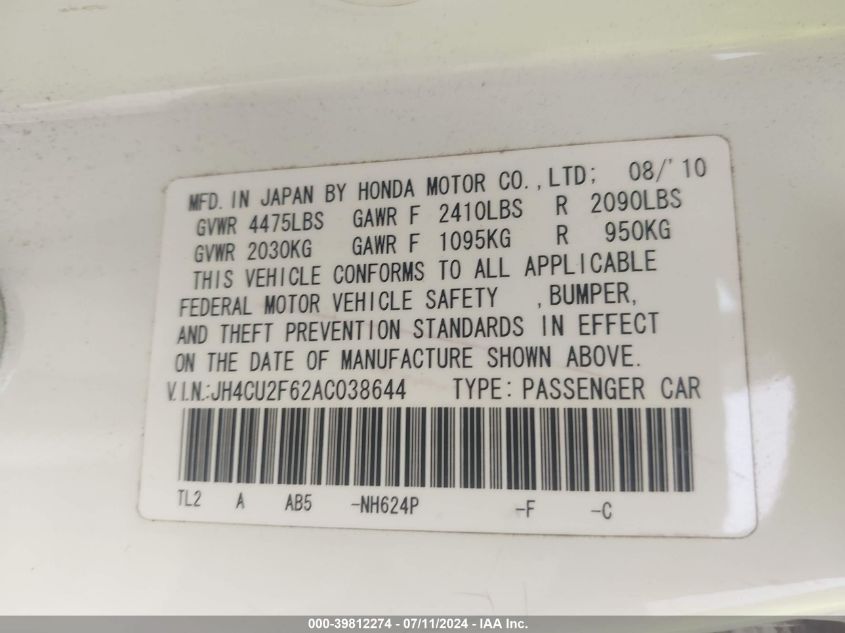 MFD. IN JAPAN BY HONDA MOTOR CO., LTD; 08/'10
GVWR 4475LBS GAWR F 2410LBS R 2090LBS
GVWR 2030KG GAWR F 1095KG R 950KG
THIS VEHICLE CONFORMS TO ALL APPLICABLE
FEDERAL MOTOR VEHICLE SAFETY , BUMPER,
AND THEFT PREVENTION STANDARDS IN EFFECT
ON THE DATE OF MANUFACTURE SHOWN ABOVE.
V.I.N.:JH4CU2F62AC038644 TYPE: PASSENGER CAR
TL2 A AB5 -NH624P -F -C
000-39812274 - 07/11/2024 - IAA Inc.